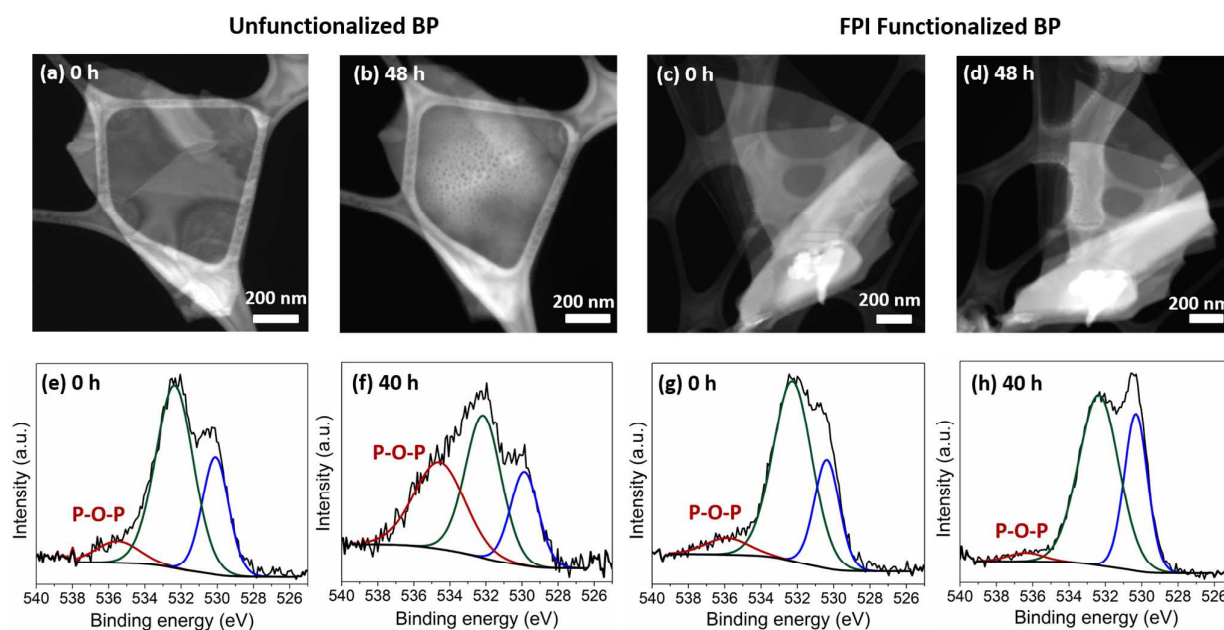 Unfunctionalized BP
FPI Functionalized BP
(a) 0 h
200 nm
(b) 48 h
200 nm
(c) 0 h
200 nm
(d) 48 h
200 nm
(e) 0 h
P-O-P
Intensity (a.u.)
540 538 536 534 532 530 528 526
Binding energy (eV)
(f) 40 h
P-O-P
Intensity (a.u.)
540 538 536 534 532 530 528 526
Binding energy (eV)
(g) 0 h
P-O-P
Intensity (a.u.)
540 538 536 534 532 530 528 526
Binding energy (eV)
(h) 40 h
P-O-P
Intensity (a.u.)
540 538 536 534 532 530 528 526
Binding energy (eV)